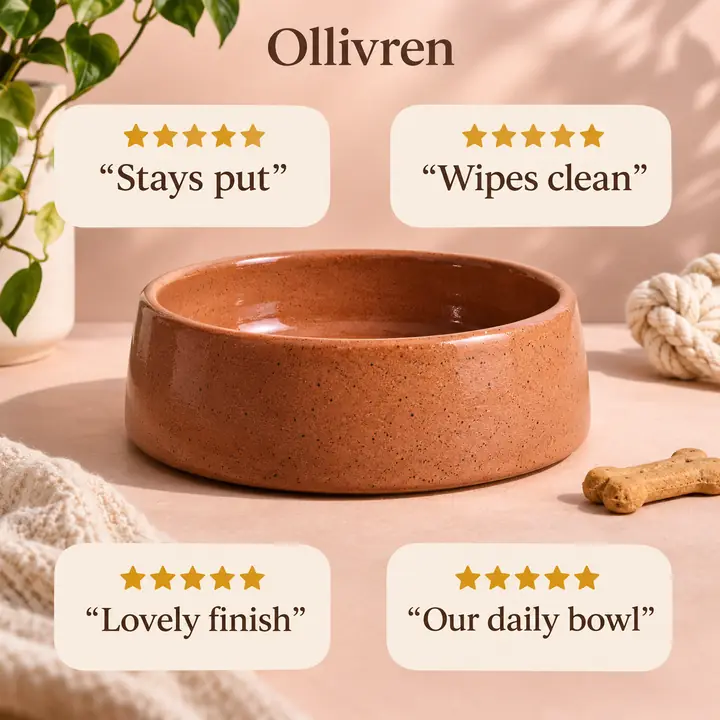 Ollivren
“Stays put”
“Wipes clean”
“Lovely finish”
“Our daily bowl”